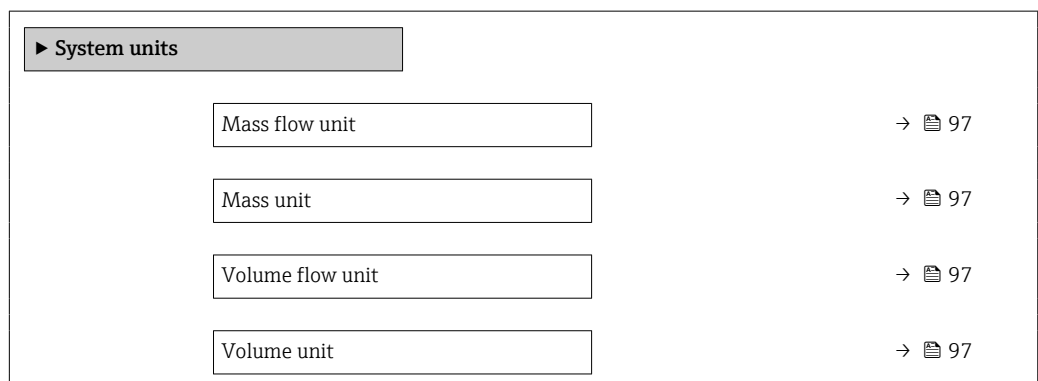 ▶ System units
Mass flow unit → 97
Mass unit → 97
Volume flow unit → 97
Volume unit → 97